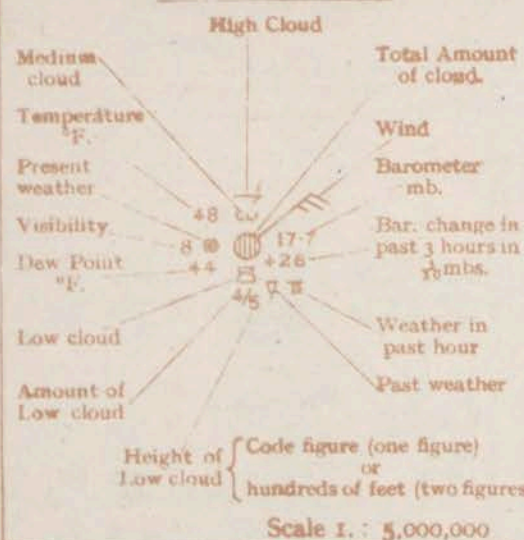 High Cloud
Medium
cloud
Total Amount
of cloud.
Temperature
°F.
Wind
Present
weather
Barometer
mb.
48
Visibility
8
17·7
Bar. change in
past 3 hours in
1/10 mbs.
Dew Point
°F.
44
+26
4/5
Low cloud
Weather in
past hour
Amount of
Low cloud
Past weather
Height of
Low cloud
Code figure (one figure)
or
hundreds of feet (two figures
Scale 1. : 5,000,000